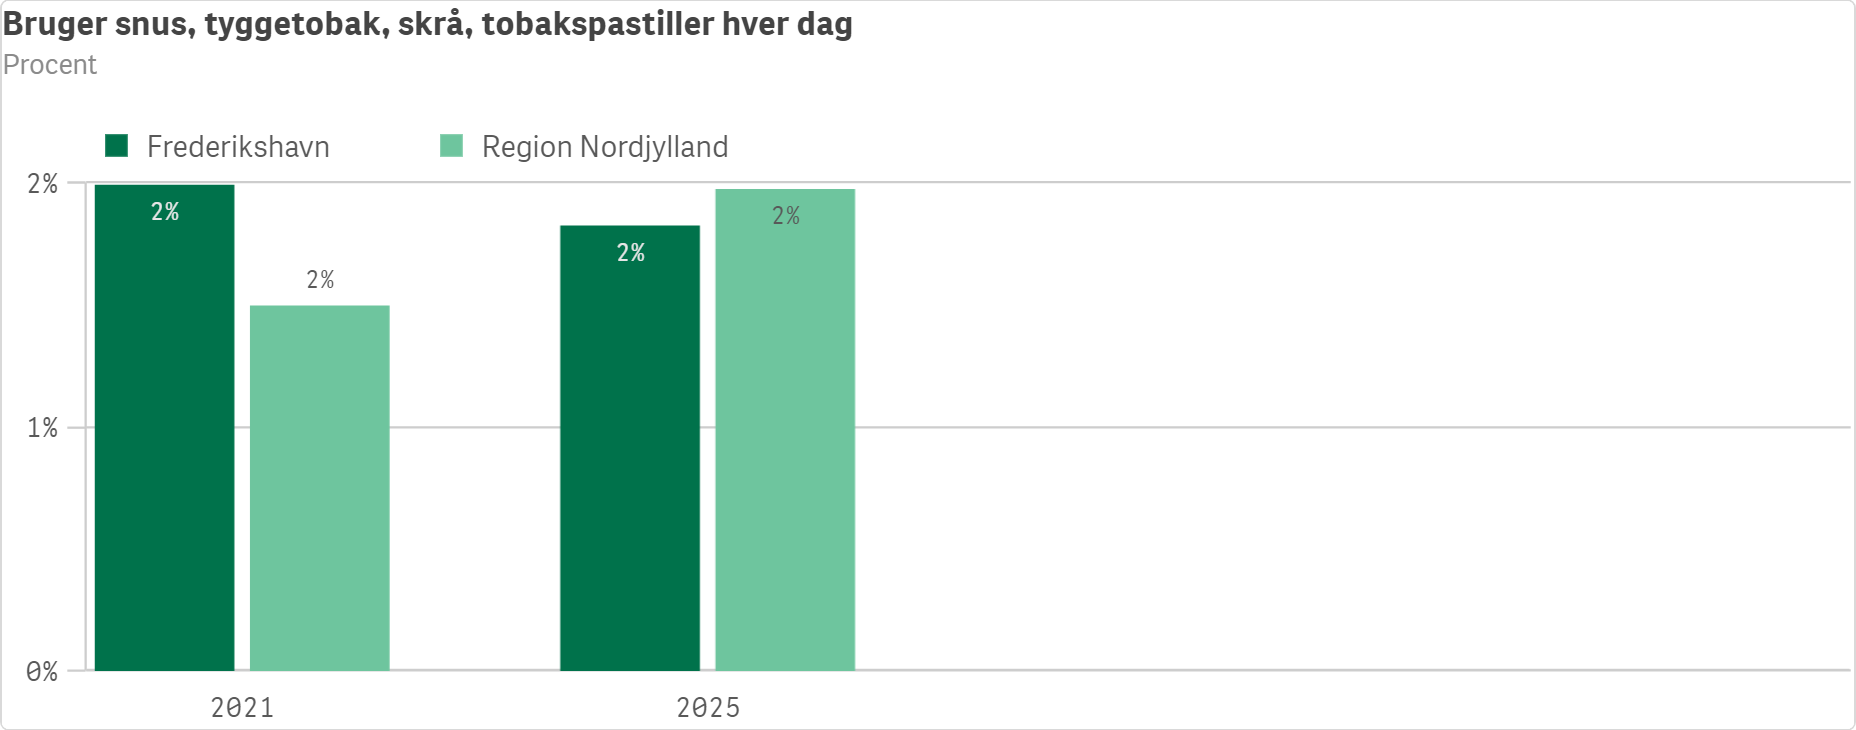 Bruger snus, tyggetobak, skrå, tobakspastiller hver dag
Procent
Frederikshavn
Region Nordjylland
2%
2%
2%
2%
2%
1%
0%
2021
2025